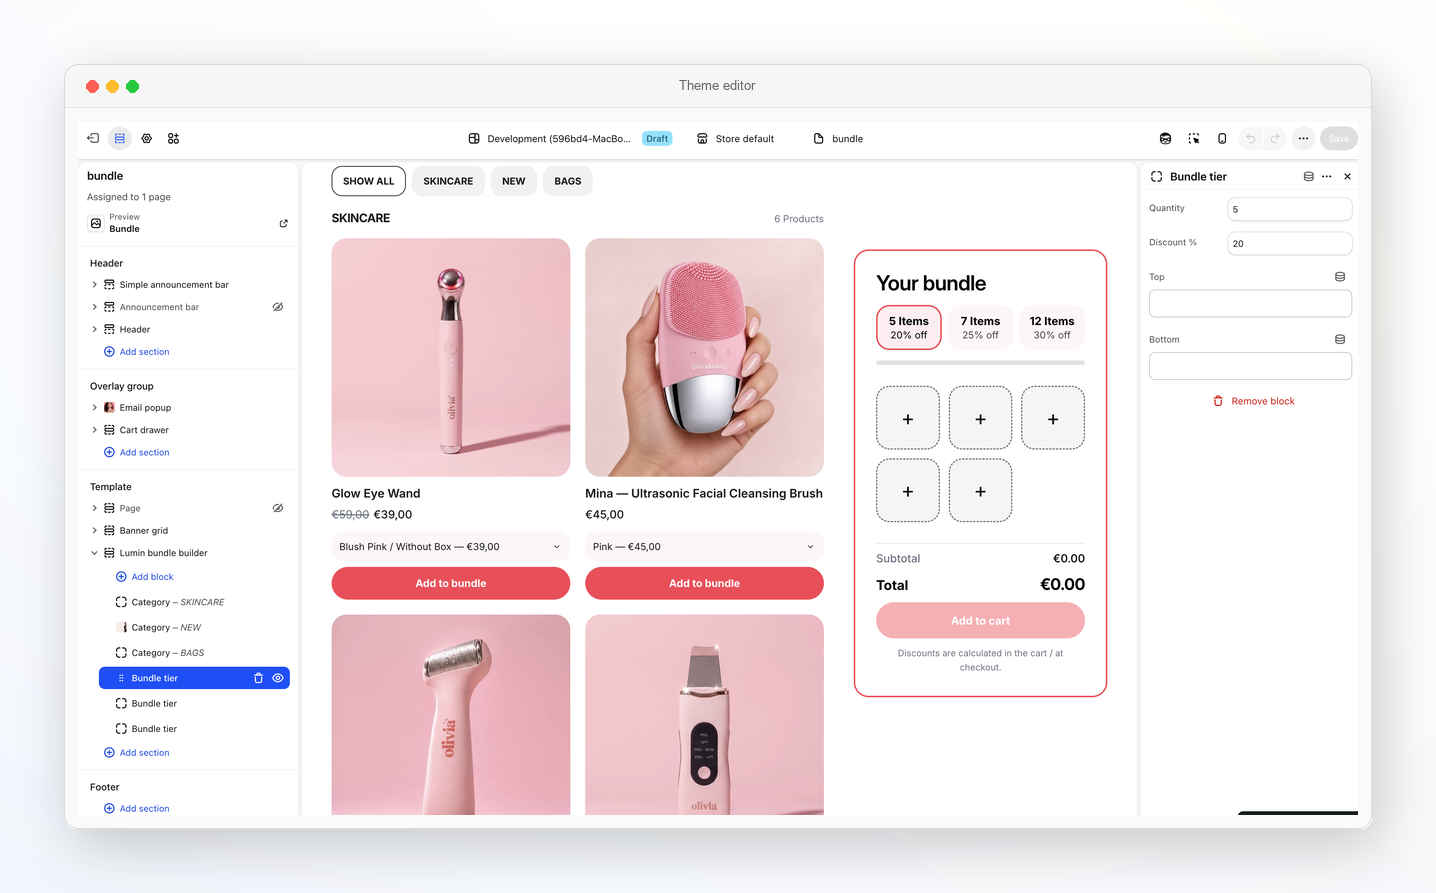 Theme editor
Development (596bd4-MacBo...
Draft
Store default
bundle
Save
bundle
Assigned to 1 page
Preview
Bundle
Header
Simple announcement bar
Announcement bar
Header
Add section
Overlay group
Email popup
Cart drawer
Add section
Template
Page
Banner grid
Lumin bundle builder
Add block
Category – SKINCARE
Category – NEW
Category – BAGS
Bundle tier
Bundle tier
Bundle tier
Add section
Footer
Add section
SHOW ALL
SKINCARE
NEW
BAGS
SKINCARE
6 Products
olivia
Glow Eye Wand
€59,00 €39,00
Blush Pink / Without Box — €39,00
Add to bundle
Mina — Ultrasonic Facial Cleansing Brush
€45,00
Pink — €45,00
Add to bundle
olivia
PEEL
LIFT
olivia
Your bundle
5 Items
20% off
7 Items
25% off
12 Items
30% off
+
+
+
+
+
Subtotal
€0.00
Total
€0.00
Add to cart
Discounts are calculated in the cart / at
checkout.
Bundle tier
Quantity
5
Discount %
20
Top
Bottom
Remove block